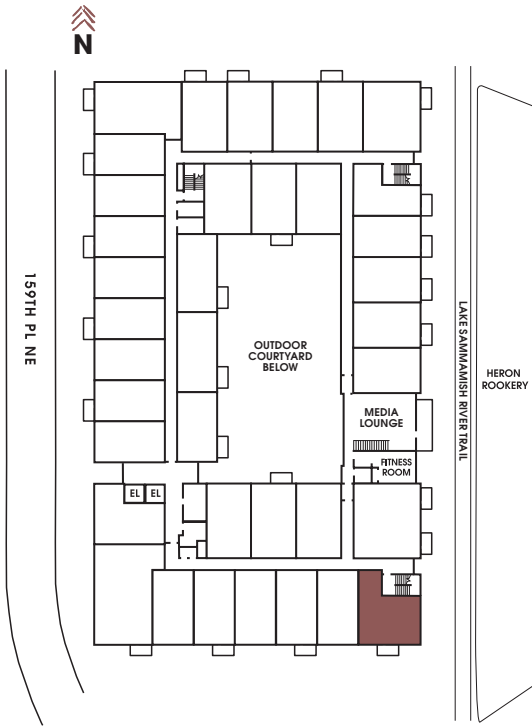 N
159TH PL NE
OUTDOOR
COURTYARD
BELOW
MEDIA
LOUNGE
FITNESS
ROOM
LAKE SAMMAMISH RIVER TRAIL
HERON
ROOKERY
EL
EL